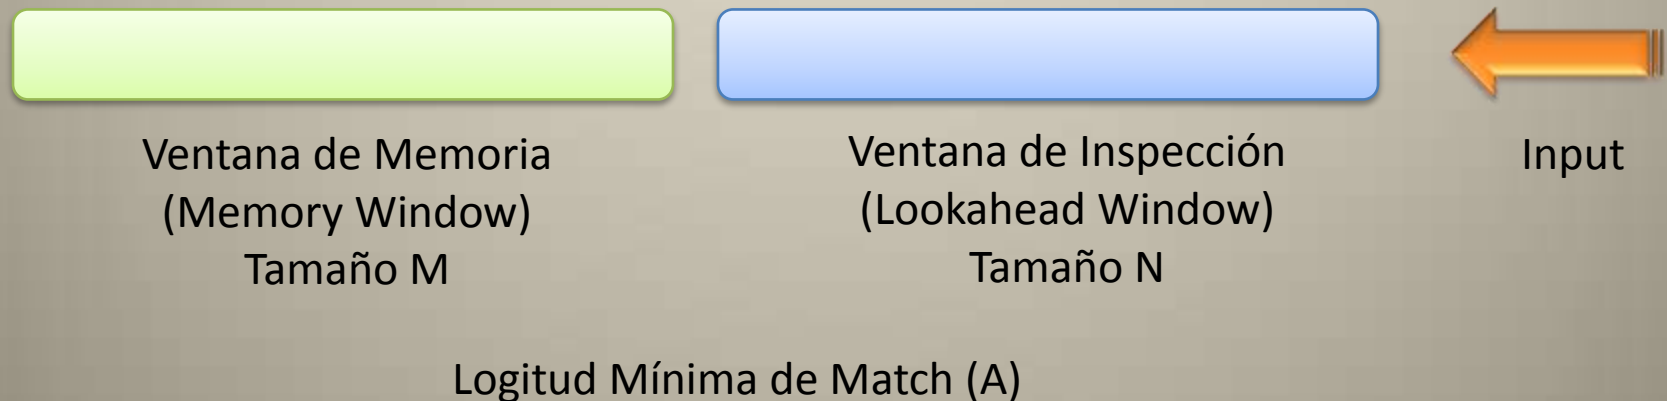 Ventana de Memoria
(Memory Window)
Tamaño M
Ventana de Inspección
(Lookahead Window)
Tamaño N
Input
Logitud Mínima de Match (A)